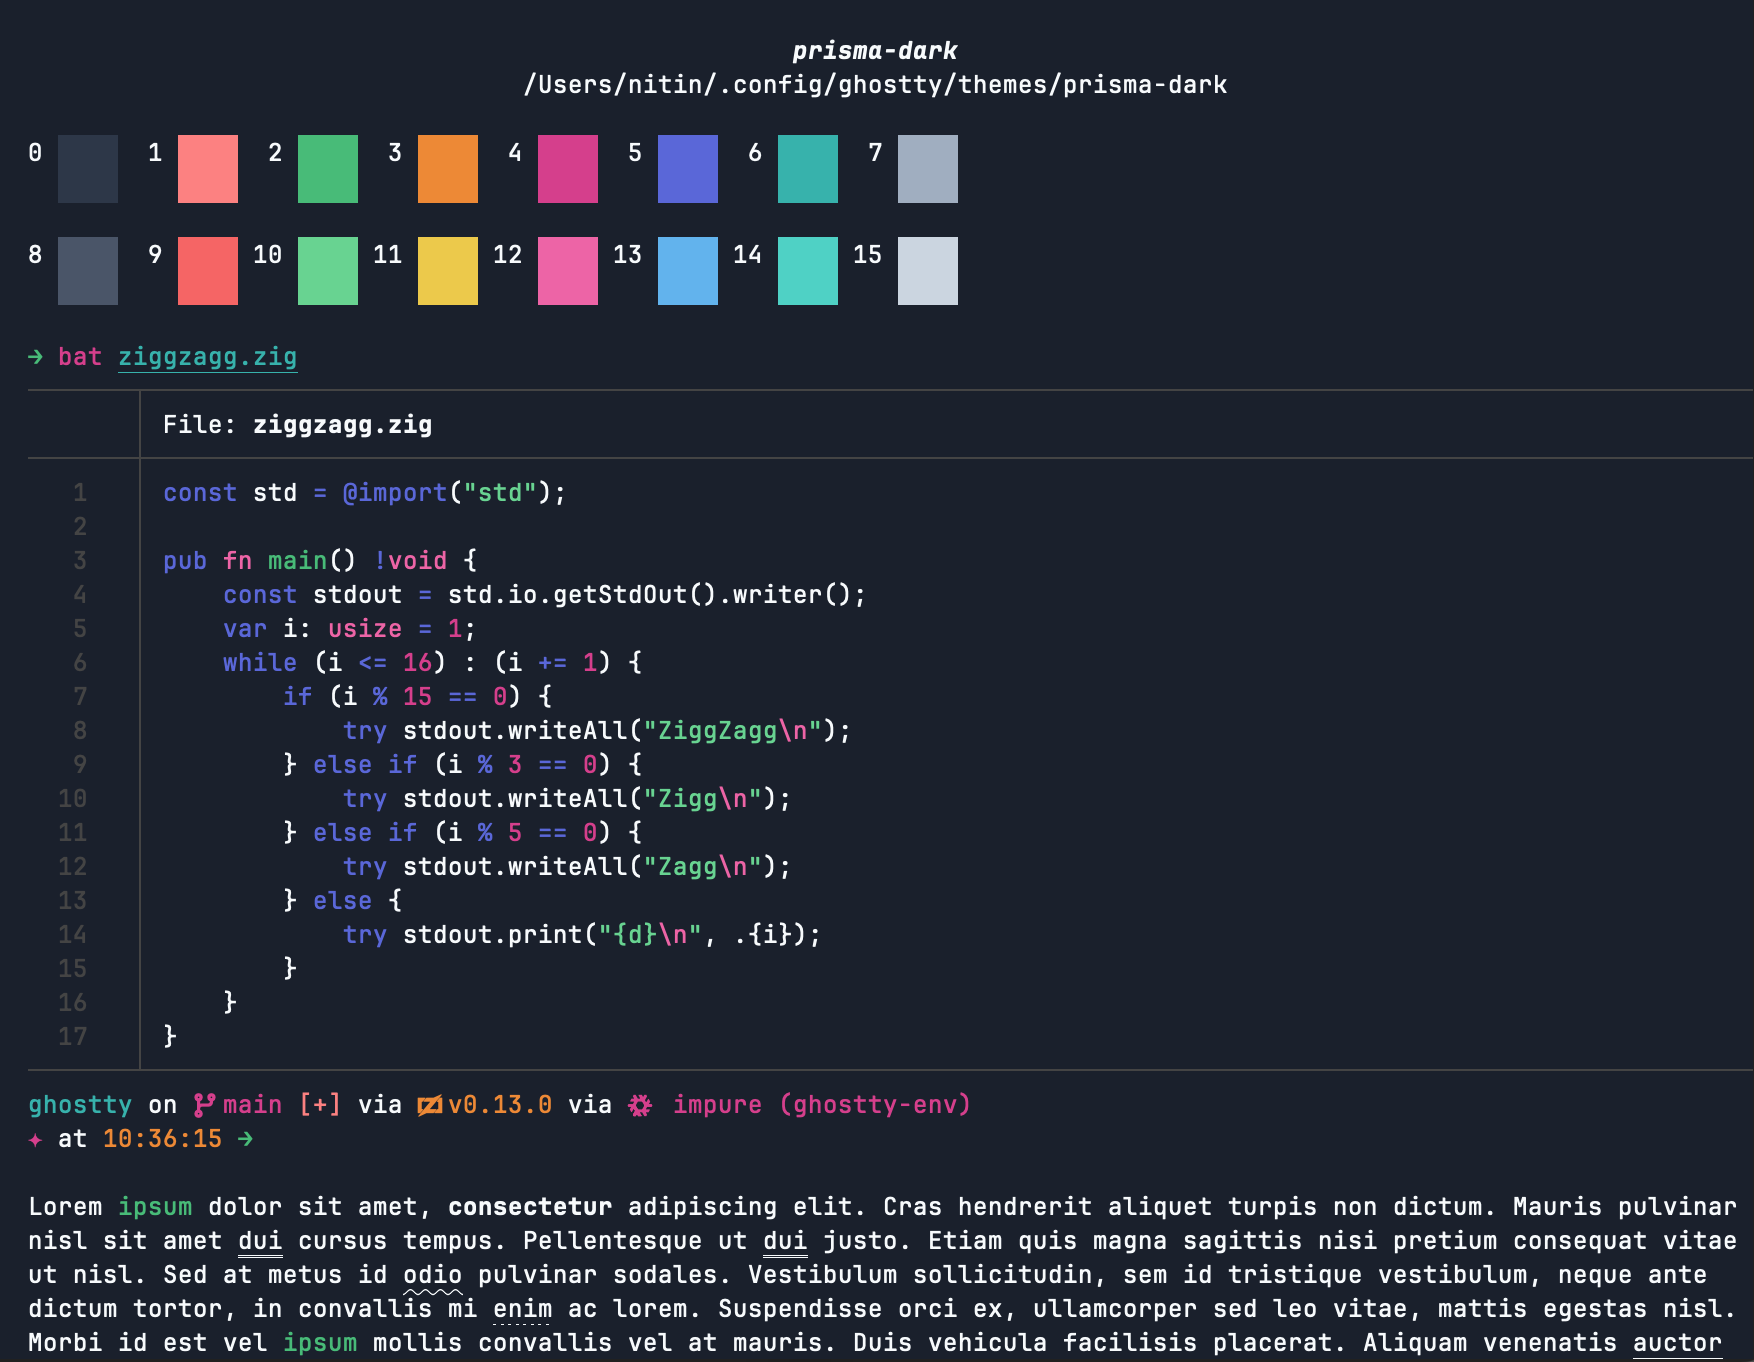 prisma-dark
/Users/nitin/.config/ghostty/themes/prisma-dark
0 1 2 3 4 5 6 7
8 9 10 11 12 13 14 15
→ bat ziggzagg.zig
File: ziggzagg.zig
1 const std = @import("std");
2
3 pub fn main() !void {
4     const stdout = std.io.getStdOut().writer();
5     var i: usize = 1;
6     while (i <= 16) : (i += 1) {
7         if (i % 15 == 0) {
8             try stdout.writeAll("ZiggZagg\n");
9         } else if (i % 3 == 0) {
10             try stdout.writeAll("Zigg\n");
11         } else if (i % 5 == 0) {
12             try stdout.writeAll("Zagg\n");
13         } else {
14             try stdout.print("{d}\n", .{i});
15         }
16     }
17 }
ghostty on main [+] via v0.13.0 via impure (ghostty-env)
✦ at 10:36:15 →
Lorem ipsum dolor sit amet, consectetur adipiscing elit. Cras hendrerit aliquet turpis non dictum. Mauris pulvinar
nisl sit amet dui cursus tempus. Pellentesque ut dui justo. Etiam quis magna sagittis nisi pretium consequat vitae
ut nisl. Sed at metus id odio pulvinar sodales. Vestibulum sollicitudin, sem id tristique vestibulum, neque ante
dictum tortor, in convallis mi enim ac lorem. Suspendisse orci ex, ullamcorper sed leo vitae, mattis egestas nisl.
Morbi id est vel ipsum mollis convallis vel at mauris. Duis vehicula facilisis placerat. Aliquam venenatis auctor